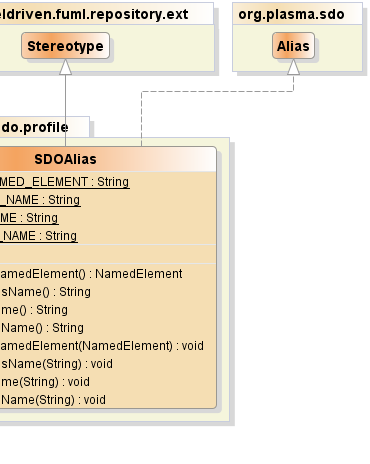 eldriven.fuml.repository.ext
org.plasma.sdo
Stereotype
Alias
do.profile
SDOAlias
MED_ELEMENT : String
_NAME : String
ME : String
_NAME : String
amedElement() : NamedElement
sName() : String
me() : String
Name() : String
amedElement(NamedElement) : void
sName(String) : void
me(String) : void
Name(String) : void